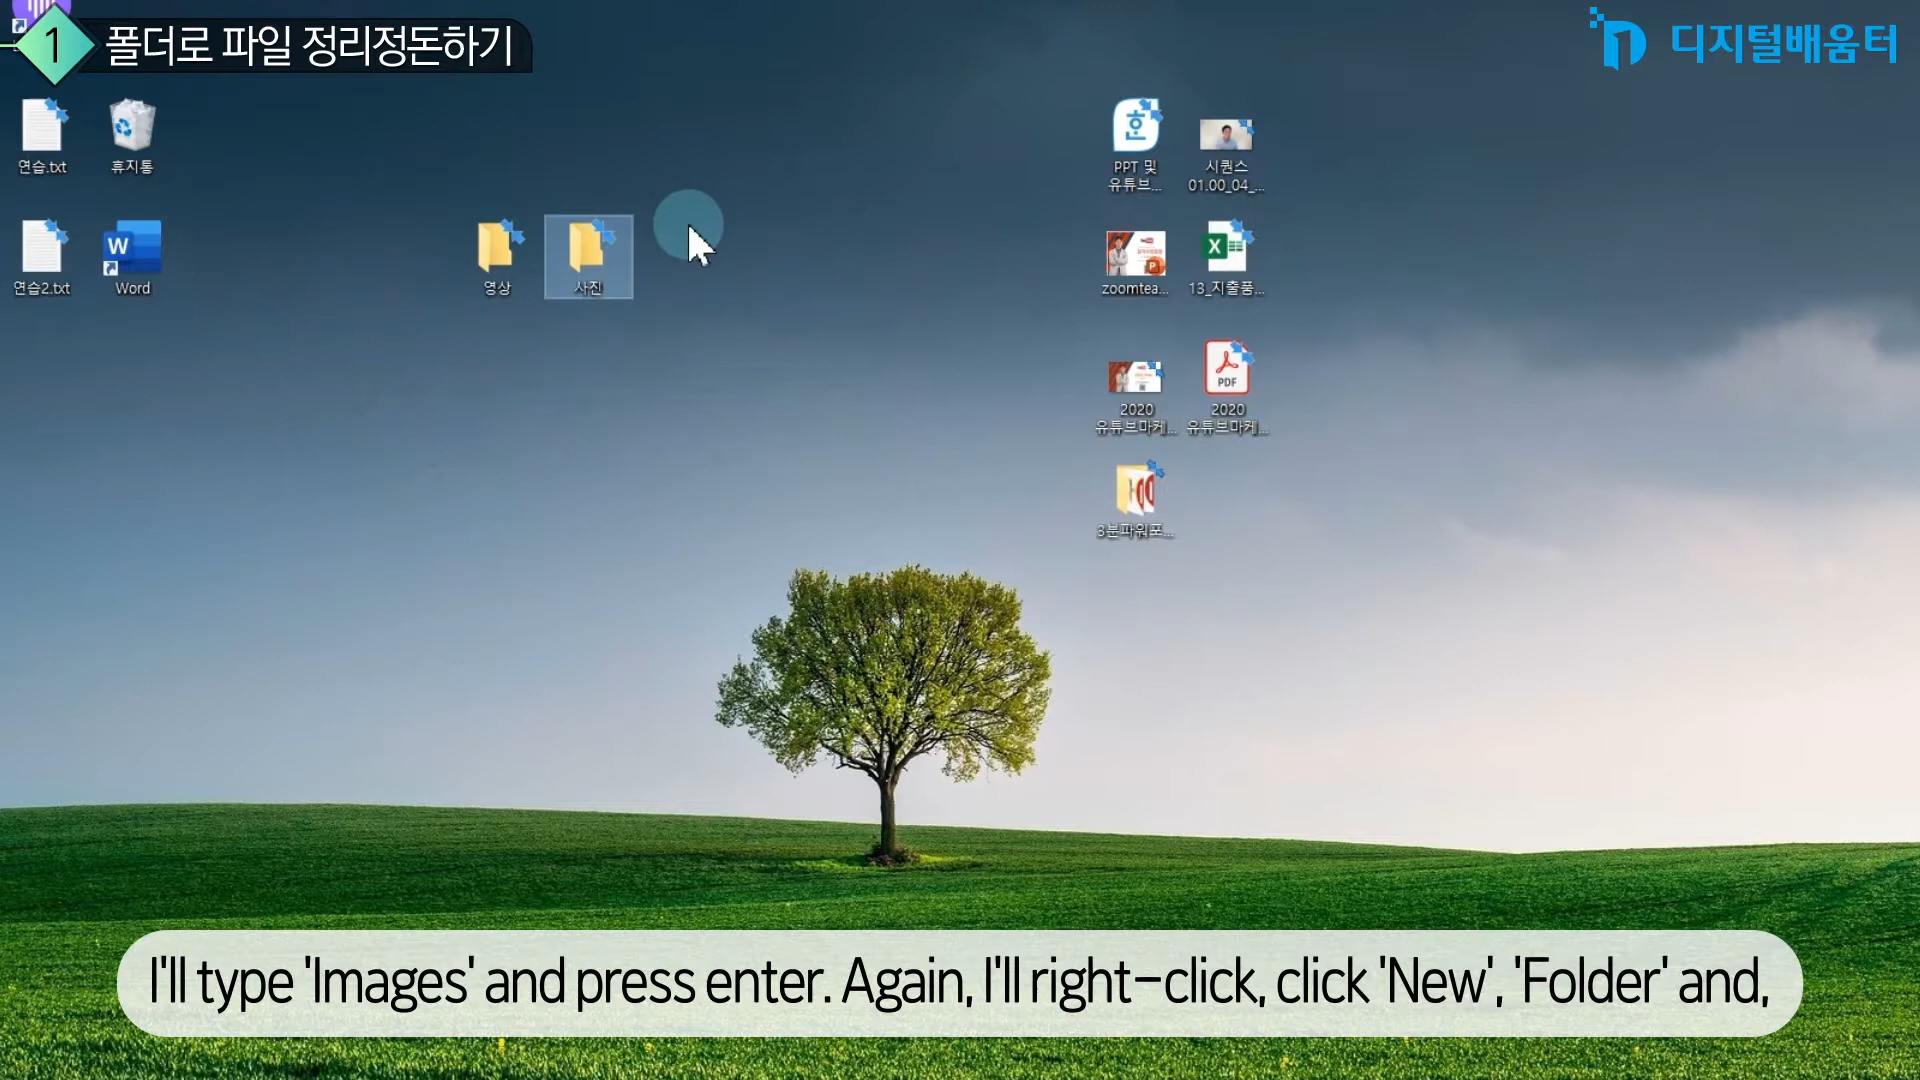 1 폴더로 파일 정리정돈하기
디지털배움터
연습.txt
휴지통
PPT 및
유튜브...
시퀀스
01.00_04_...
연습2.txt
Word
영상
사진
zoomtea...
13_지출품...
2020
유튜브마케...
2020
유튜브마케...
3분파워포...
I'll type 'Images' and press enter. Again, I'll right-click, click 'New', 'Folder' and,